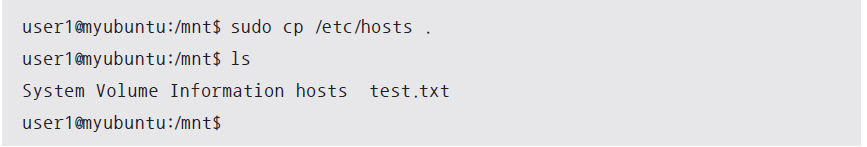 user1@myubuntu:/mnt$ sudo cp /etc/hosts .
user1@myubuntu:/mnt$ ls
System Volume Information hosts  test.txt
user1@myubuntu:/mnt$